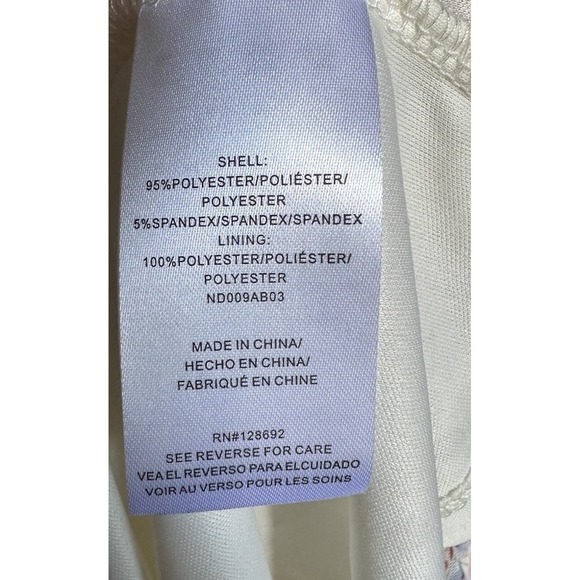 SHELL:
95%POLYESTER/POLIÉSTER/
POLYESTER
5%SPANDEX/SPANDEX/SPANDEX
LINING:
100%POLYESTER/POLIÉSTER/
POLYESTER
ND009AB03
MADE IN CHINA/
HECHO EN CHINA/
FABRIQUÉ EN CHINE
RN#128692
SEE REVERSE FOR CARE
VEA EL REVERSO PARA ELCUIDADO
VOIR AU VERSO POUR LES SOINS